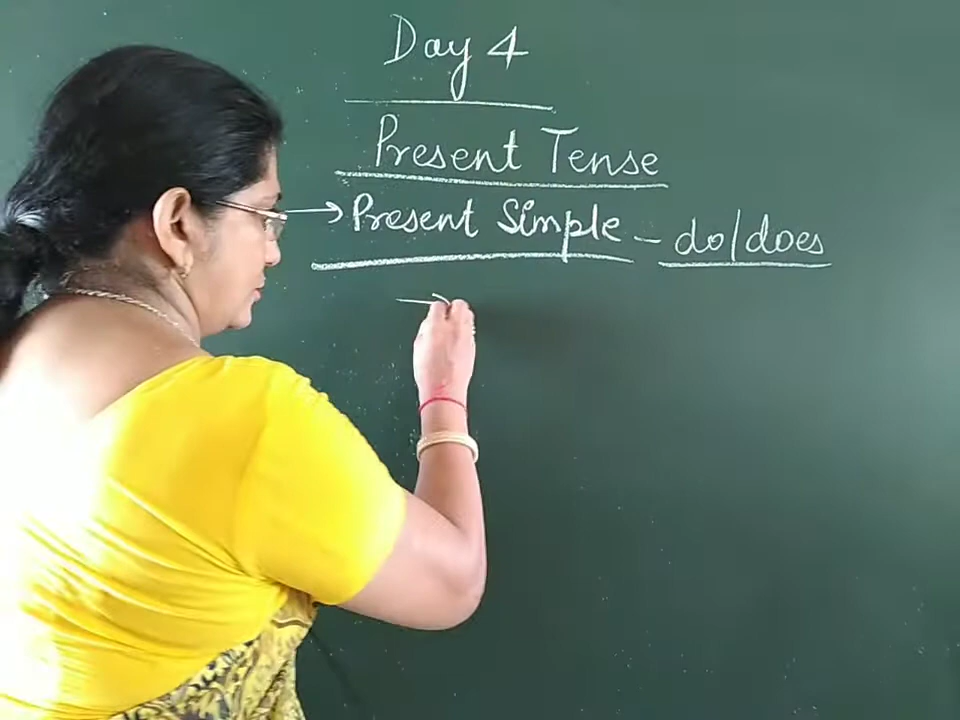 Day 4
Present Tense
→ Present Simple – do/does